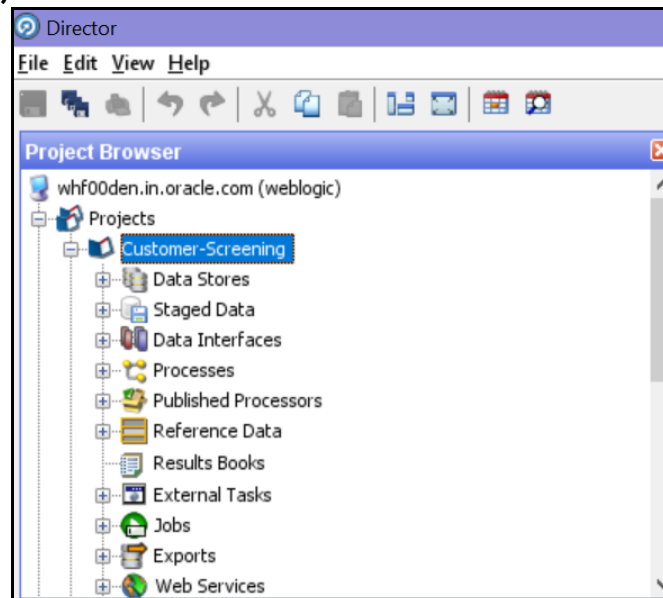 Director
File Edit View Help
Project Browser
whf00den.in.oracle.com (weblogic)
Projects
Customer-Screening
Data Stores
Staged Data
Data Interfaces
Processes
Published Processors
Reference Data
Results Books
External Tasks
Jobs
Exports
Web Services